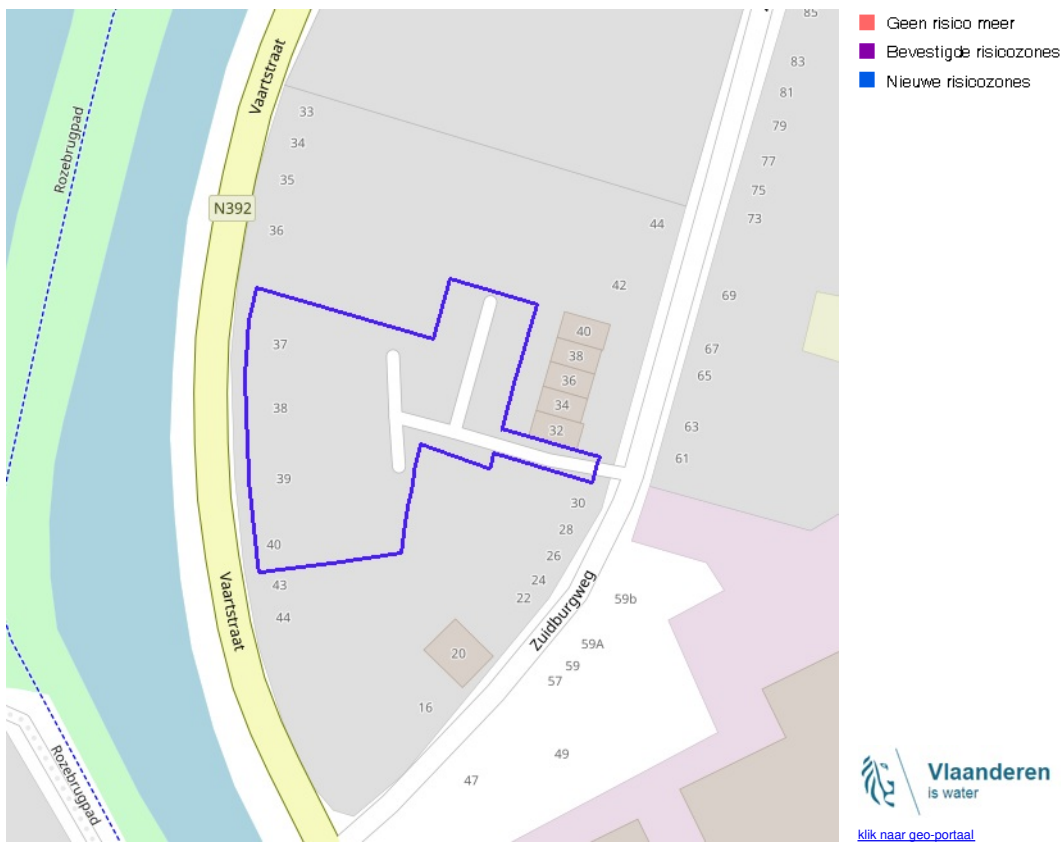 Geen risico meer
Bevestigde risicozones
Nieuwe risicozones
85
83
81
79
77
75
73
69
67
65
63
61
Vaartstraat
33
34
35
36
N392
Rozebrugpad
44
42
40
38
36
34
32
37
38
39
40
43
44
30
28
26
24
22
20
16
Vaartstraat
Zuidburgweg
59b
59A
59
57
49
47
Rozebrugpad
Vlaanderen
is water
klik naar geo-portaal